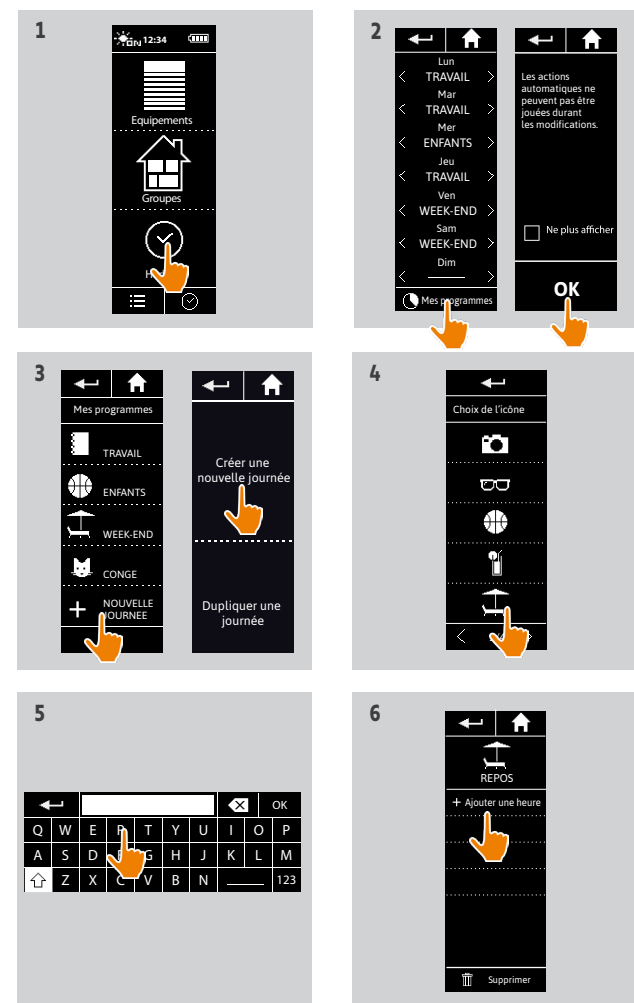 1
ON 12:34
Equipements
Groupes
2
Lun
TRAVAIL
Mar
TRAVAIL
Mer
ENFANTS
Jeu
TRAVAIL
Ven
WEEK-END
Sam
WEEK-END
Dim
Mes programmes
Les actions
automatiques ne
peuvent pas être
jouées durant
les modifications.
Ne plus afficher
OK
3
Mes programmes
TRAVAIL
ENFANTS
WEEK-END
CONGE
+ NOUVELLE
JOURNEE
Créer une
nouvelle journée
Dupliquer une
journée
4
Choix de l'icône
5
OK
Q W E R T Y U I O P
A S D F G H J K L M
Z X C V B N 123
6
REPOS
+ Ajouter une heure
Supprimer